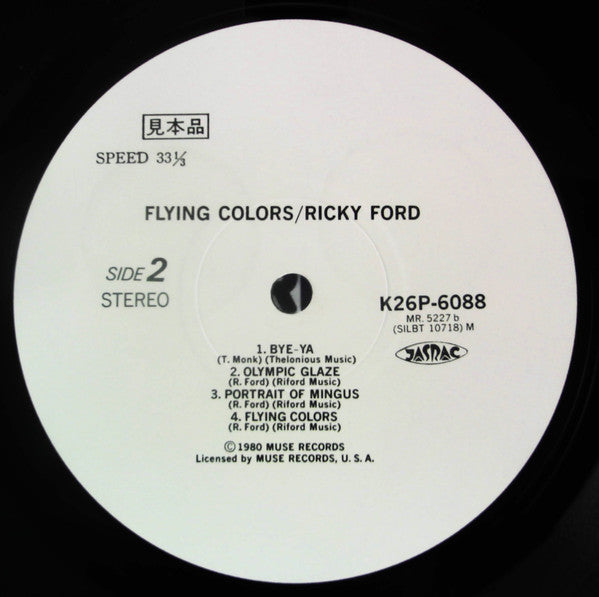 見本品
SPEED 33⅓
FLYING COLORS/RICKY FORD
SIDE 2
STEREO
K26P-6088
MR. 5227 b
(SILBT 10718) M
JASRAC
1. BYE-YA
(T. Monk) (Thelonious Music)
2. OLYMPIC GLAZE
(R. Ford) (Riford Music)
3. PORTRAIT OF MINGUS
(R. Ford) (Riford Music)
4. FLYING COLORS
(R. Ford) (Riford Music)
Ⓒ1980 MUSE RECORDS
Licensed by MUSE RECORDS, U. S. A.